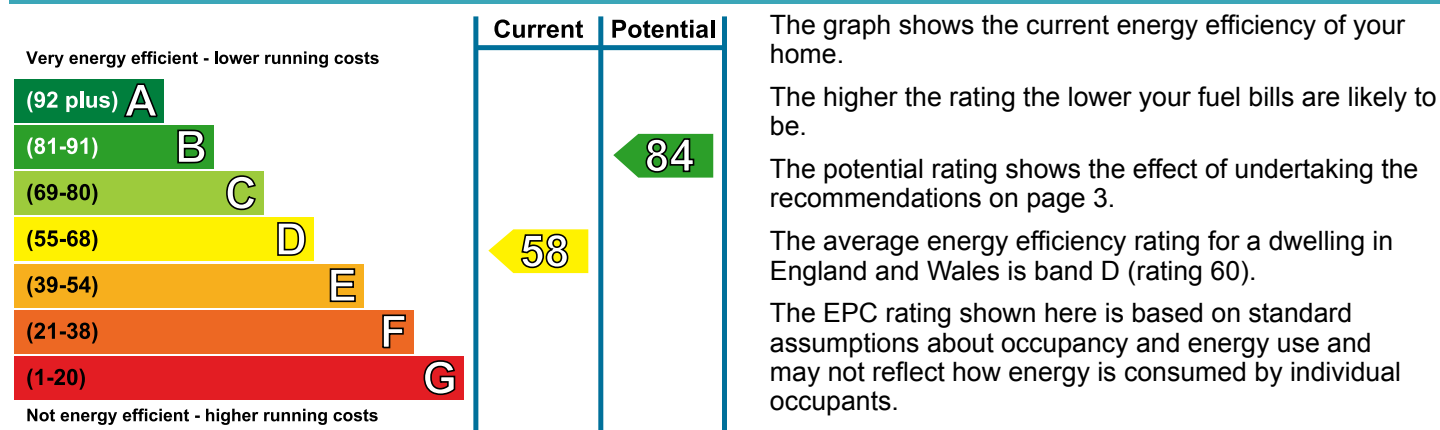 Current Potential
Very energy efficient - lower running costs
(92 plus) A
(81-91) B
84
(69-80) C
(55-68) D
58
(39-54) E
(21-38) F
(1-20) G
Not energy efficient - higher running costs
The graph shows the current energy efficiency of your
home.
The higher the rating the lower your fuel bills are likely to
be.
The potential rating shows the effect of undertaking the
recommendations on page 3.
The average energy efficiency rating for a dwelling in
England and Wales is band D (rating 60).
The EPC rating shown here is based on standard
assumptions about occupancy and energy use and
may not reflect how energy is consumed by individual
occupants.